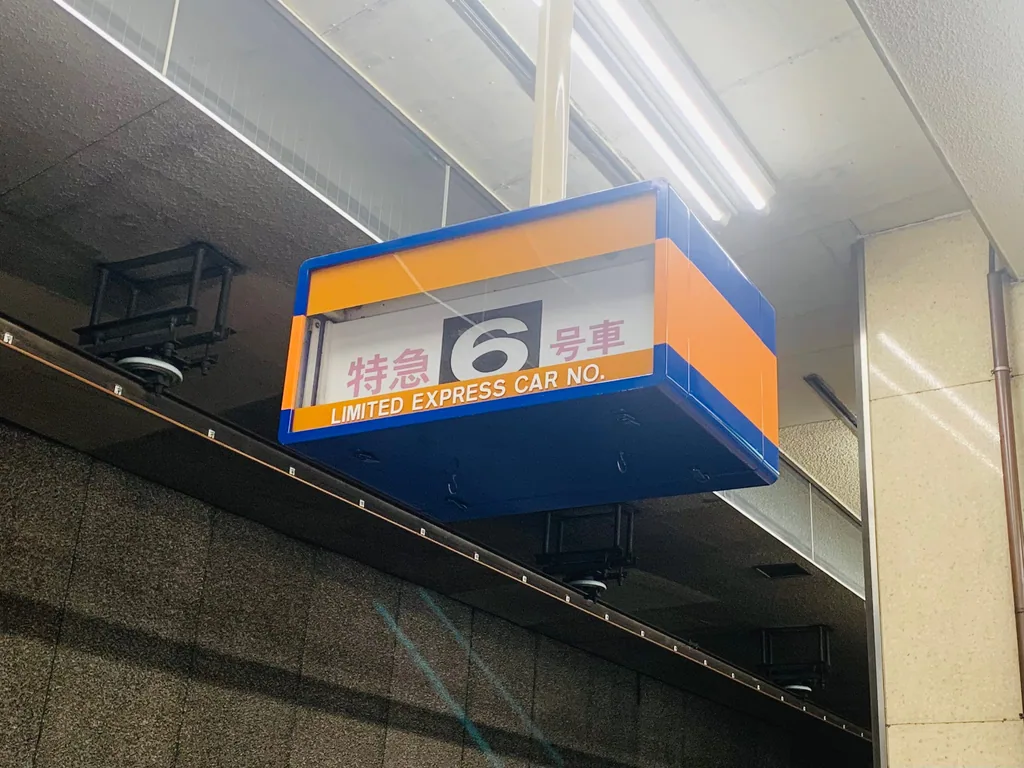 特急 6 号車
LIMITED EXPRESS CAR NO.